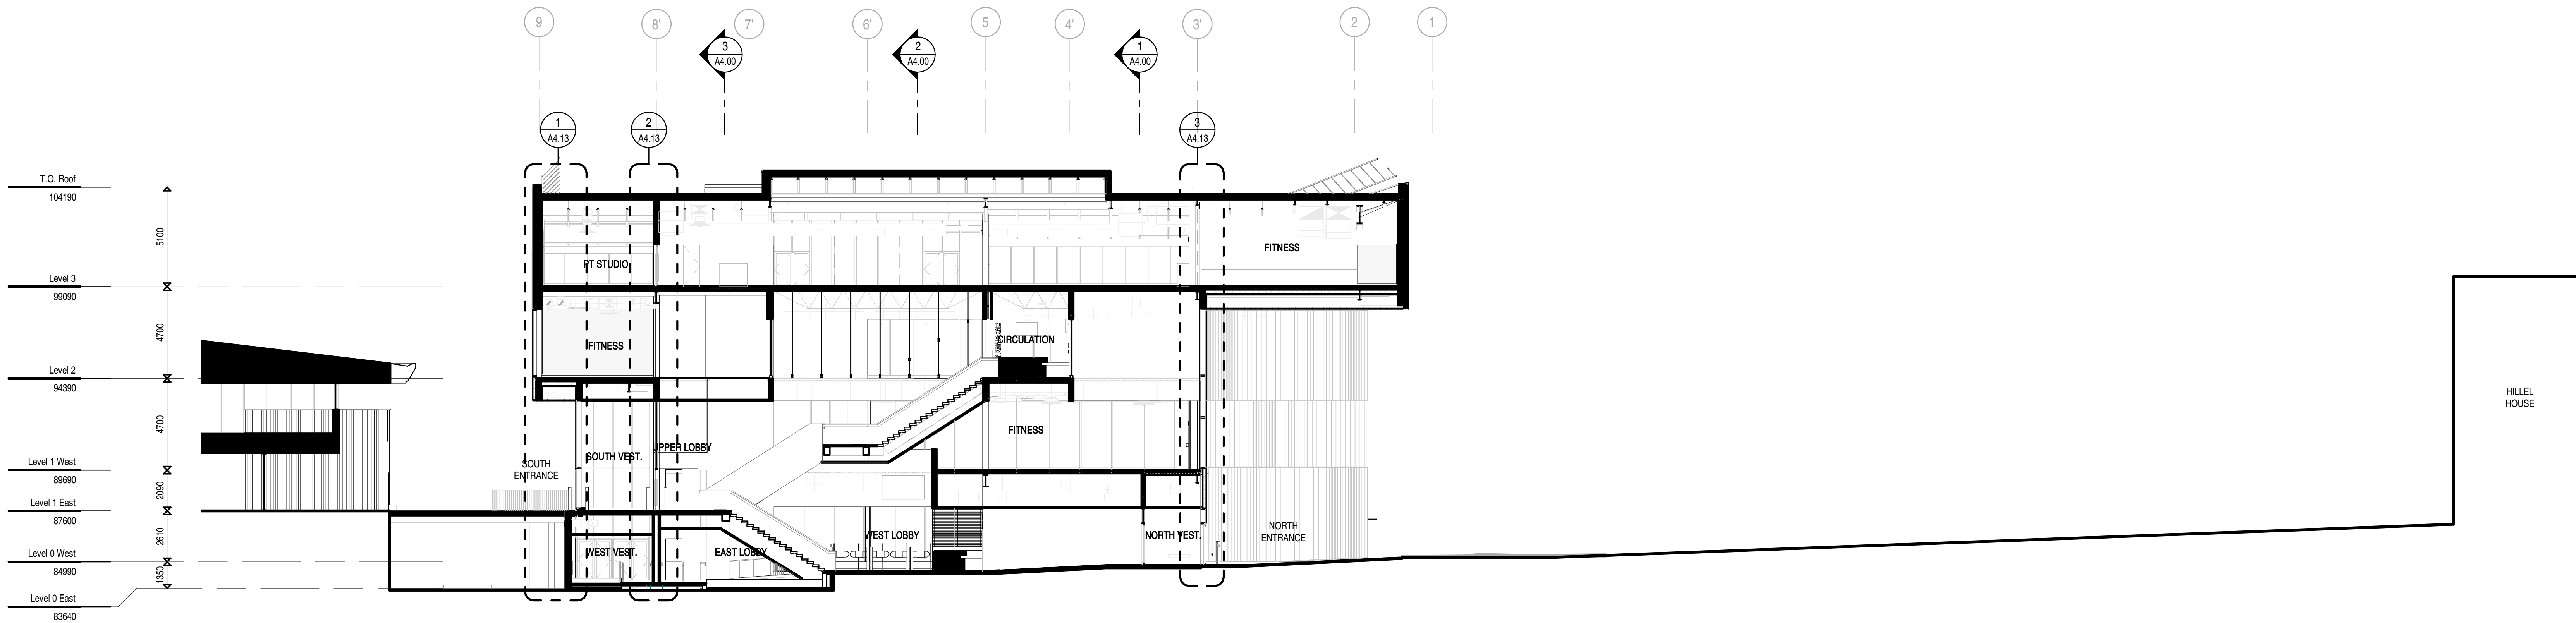 9
8'
7'
6'
5
4'
3'
2
1
3
A4.00
2
A4.00
1
A4.00
1
A4.13
2
A4.13
3
A4.13
T.O. Roof
104190
5100
Level 3
99090
4700
Level 2
94390
4700
Level 1 West
89690
2090
Level 1 East
87600
2610
Level 0 West
84990
1350
Level 0 East
83640
PT STUDIO
FITNESS
FITNESS
CIRCULATION
FITNESS
UPPER LOBBY
SOUTH VEST.
SOUTH
ENTRANCE
WEST VEST.
EAST LOBBY
WEST LOBBY
NORTH VEST.
NORTH
ENTRANCE
HILLEL
HOUSE